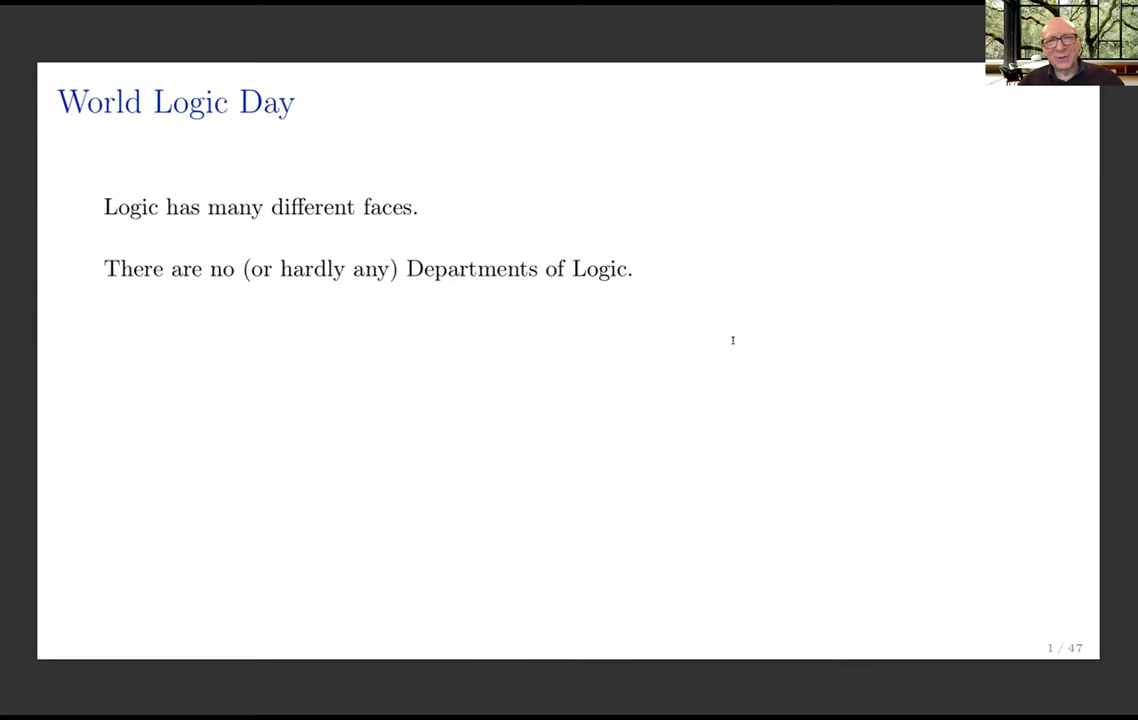 World Logic Day
Logic has many different faces.
There are no (or hardly any) Departments of Logic.
1 / 47